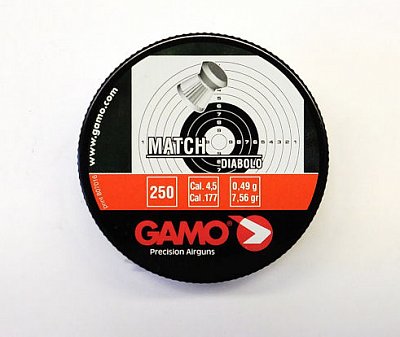 www.gamo.com
MATCH
DIABOLO
250
Cal. 4,5
Cal .177
0,49 g
7,56 gr
GAMO
Precision Airguns